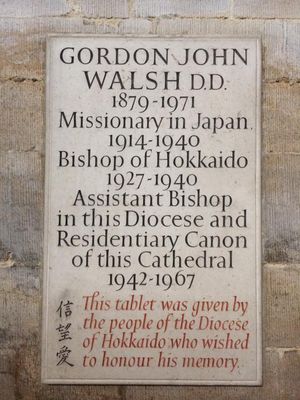 GORDON JOHN
WALSH D.D.
1879-1971
Missionary in Japan
1914-1940
Bishop of Hokkaido
1927-1940
Assistant Bishop
in this Diocese and
Residentiary Canon
of this Cathedral
1942-1967
信望愛
This tablet was given by
the people of the Diocese
of Hokkaido who wished
to honour his memory.